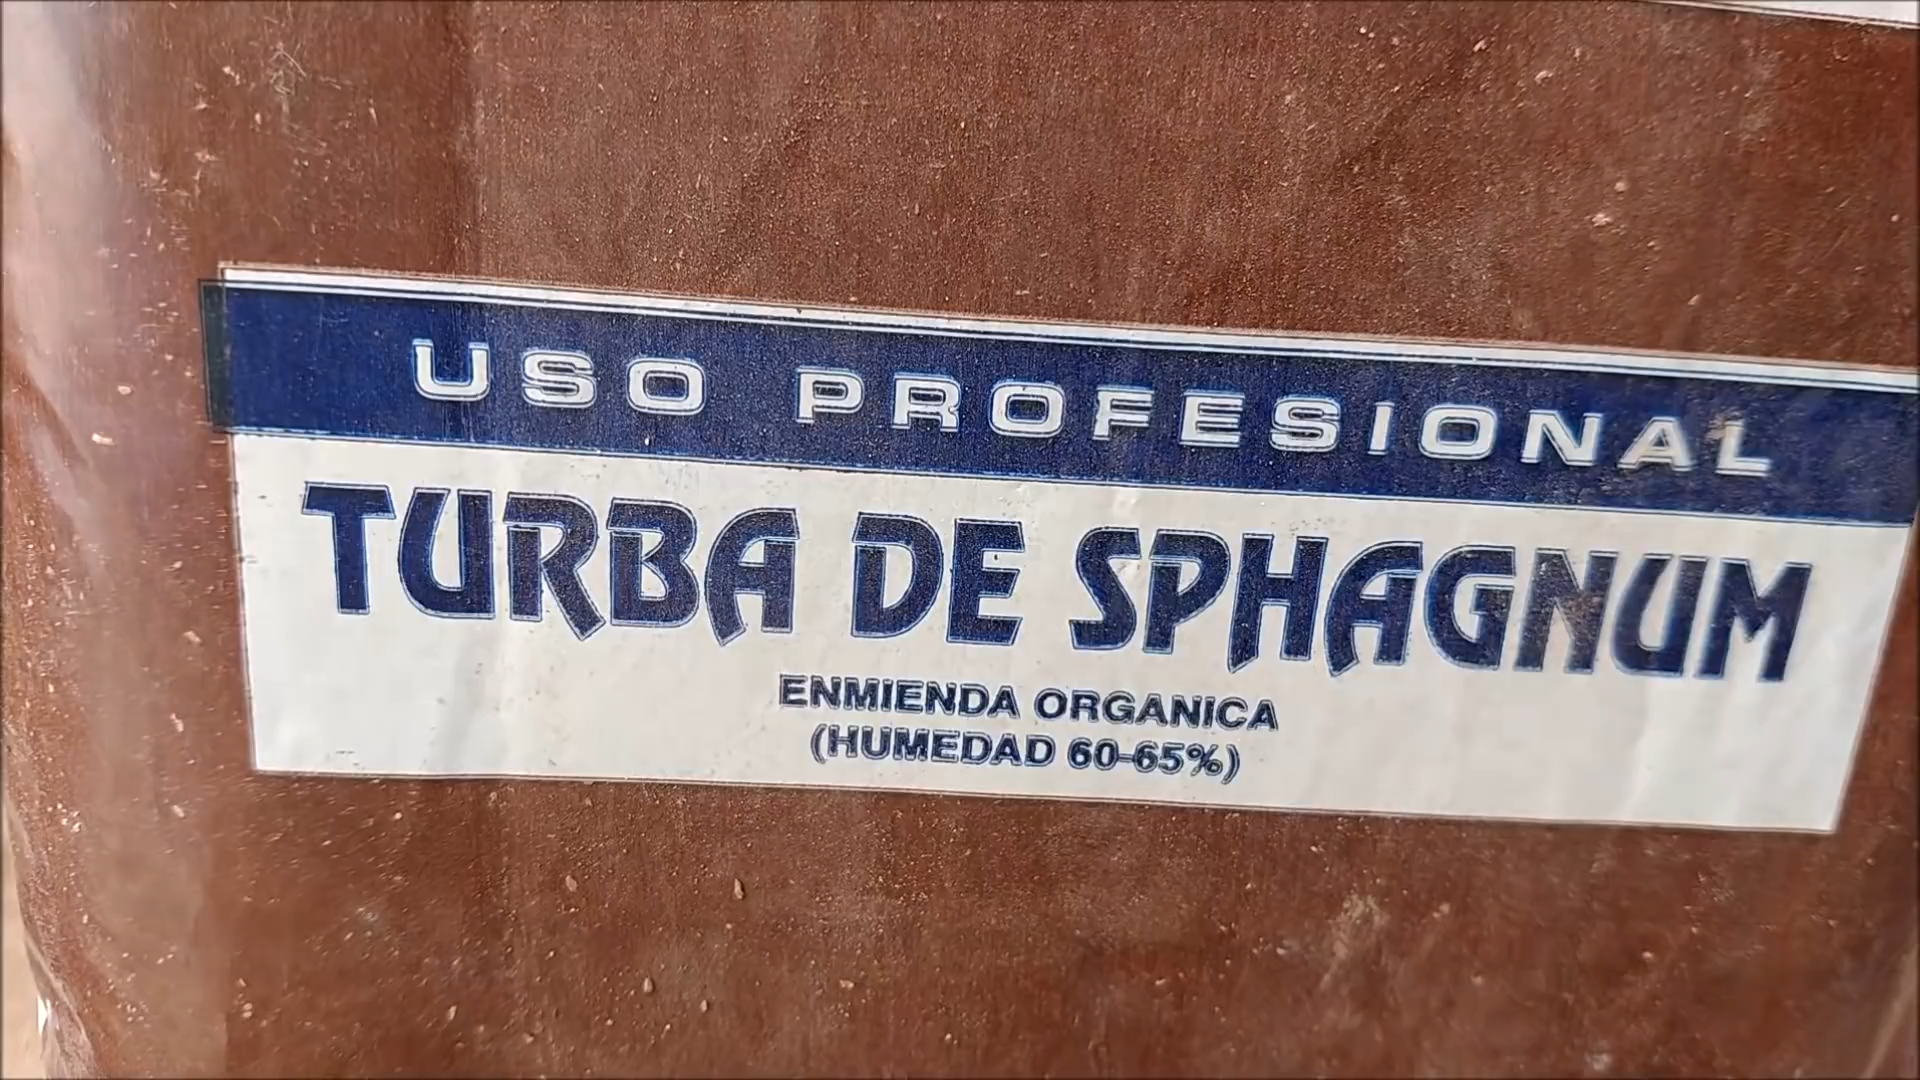 USO PROFESIONAL
TURBA DE SPHAGNUM
ENMIENDA ORGANICA
(HUMEDAD 60-65%)